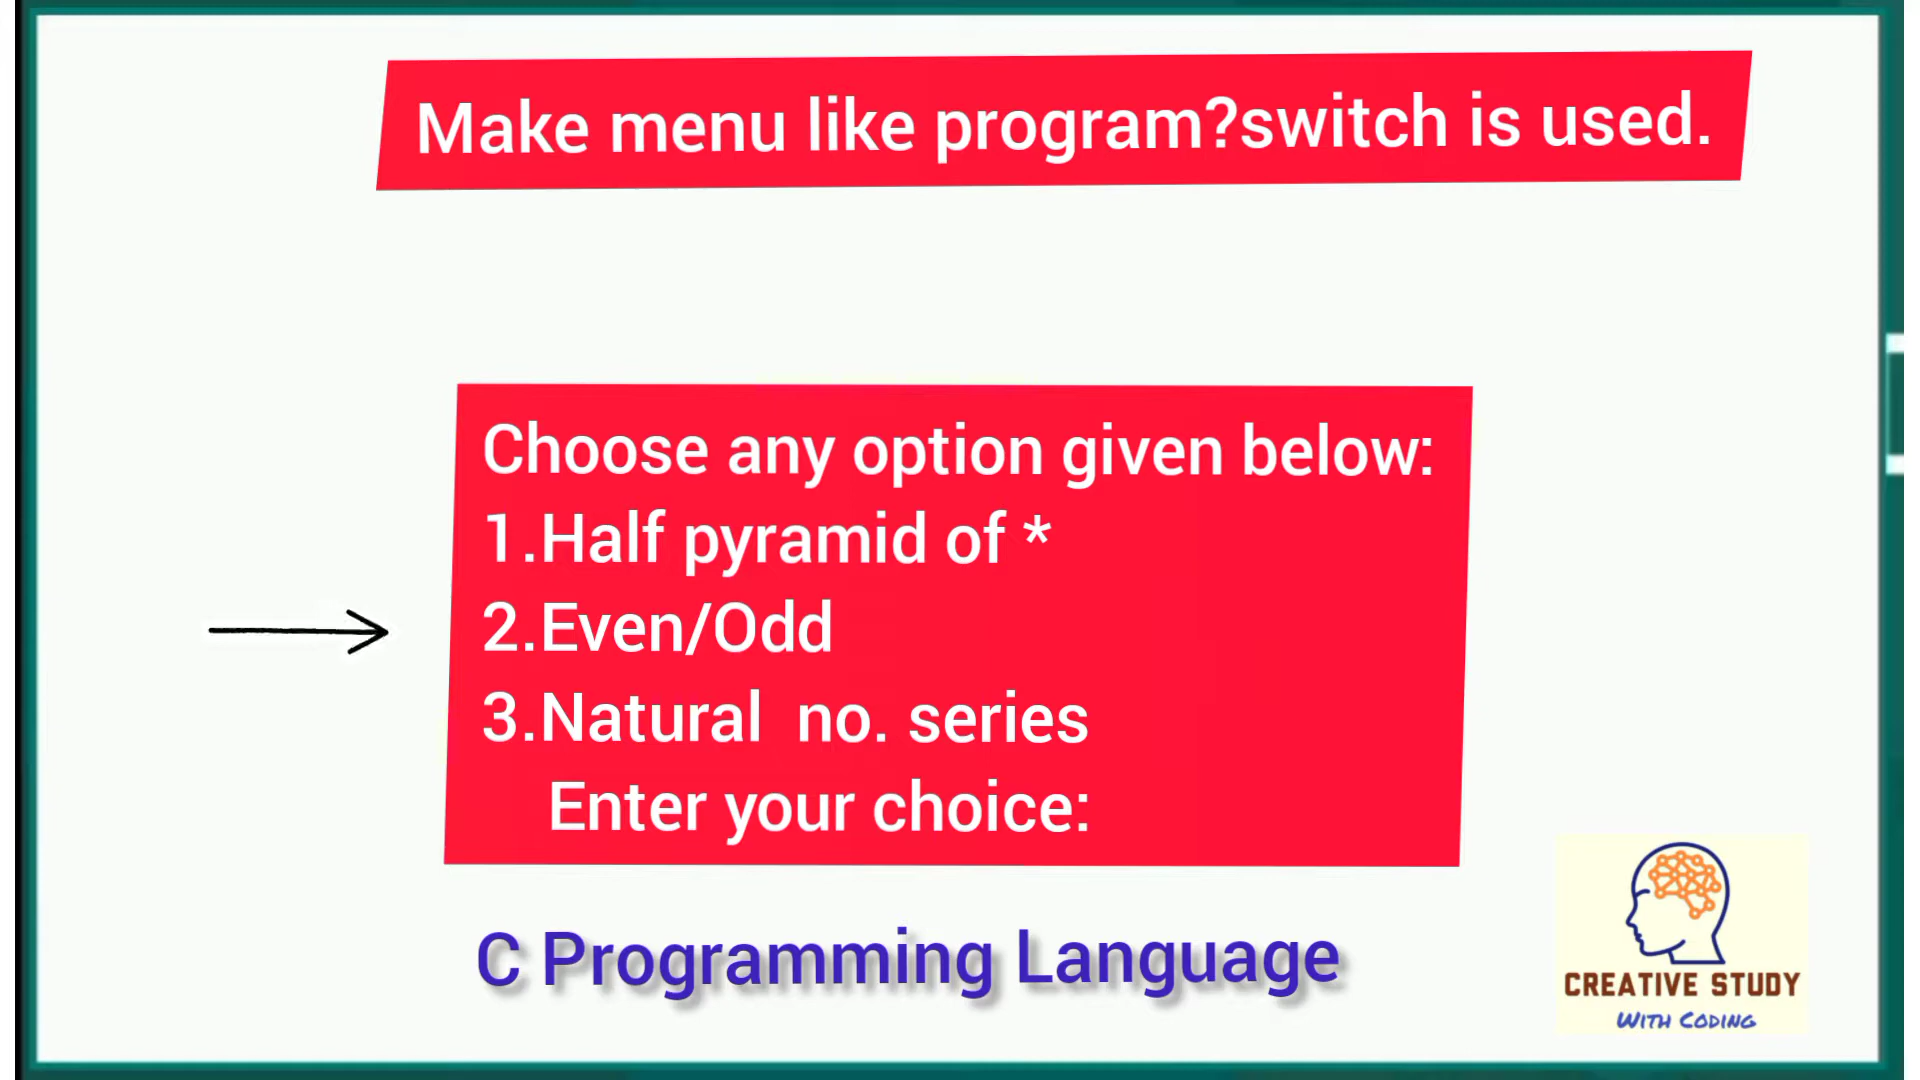 Make menu like program?switch is used.
Choose any option given below:
1.Half pyramid of *
2.Even/Odd
3.Natural  no. series
Enter your choice:
C Programming Language
CREATIVE STUDY
WITH CODING